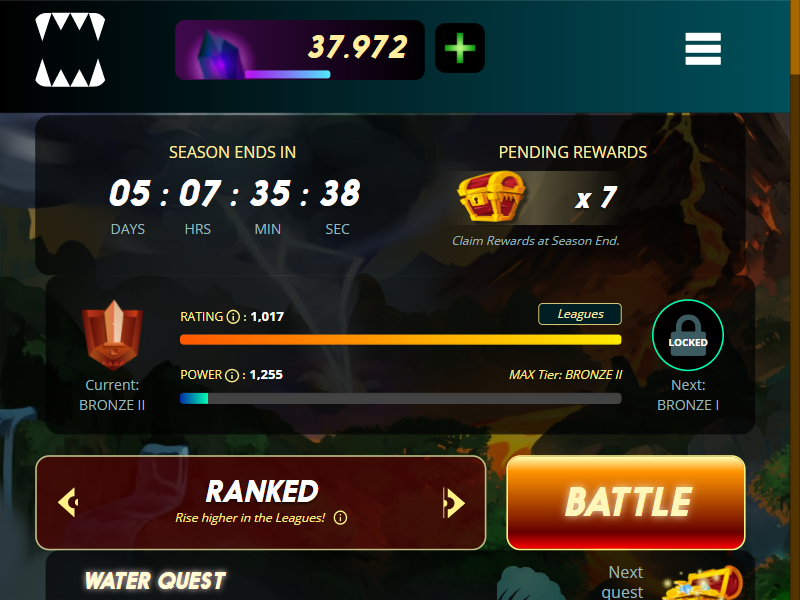 37.972
SEASON ENDS IN
05 : 07 : 35 : 38
DAYS HRS MIN SEC
PENDING REWARDS
x 7
Claim Rewards at Season End.
RATING ⓘ : 1,017
Leagues
POWER ⓘ : 1,255
MAX Tier: BRONZE II
Current:
BRONZE II
LOCKED
Next:
BRONZE I
RANKED
Rise higher in the Leagues! ⓘ
BATTLE
WATER QUEST
Next
quest